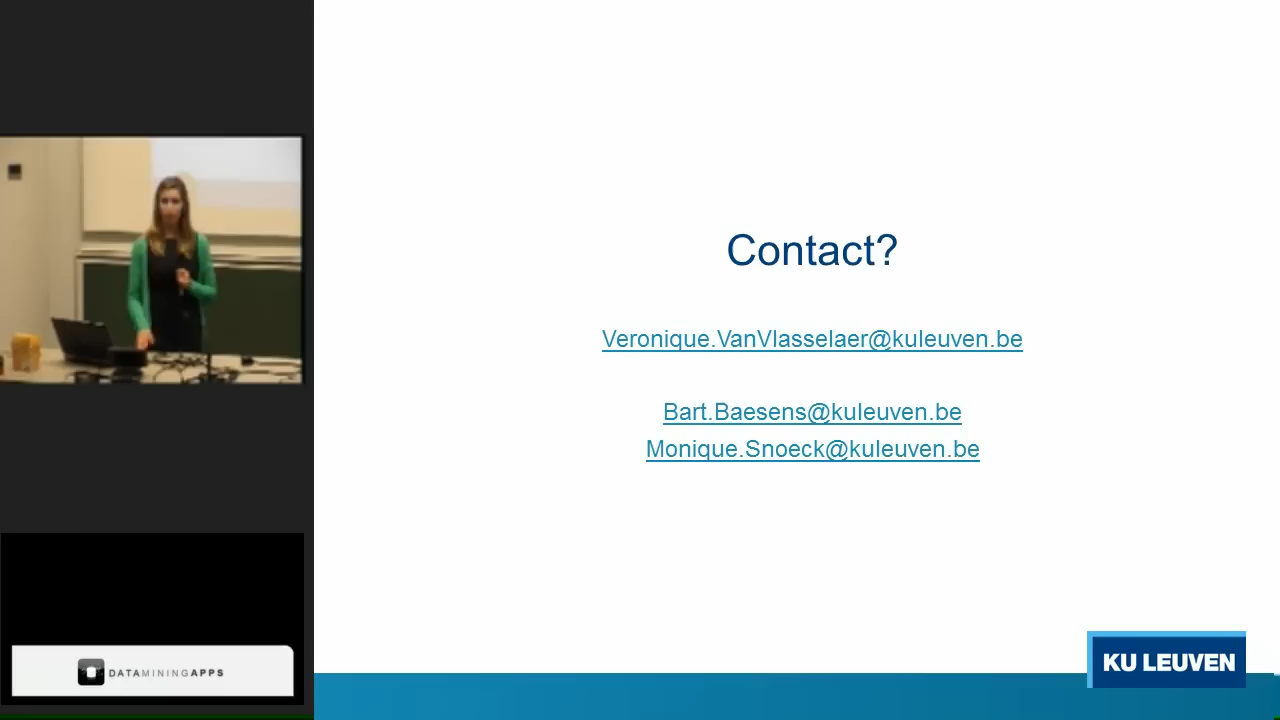 Contact?
Veronique.VanVlasselaer@kuleuven.be
Bart.Baesens@kuleuven.be
Monique.Snoeck@kuleuven.be
KU LEUVEN
DATAMININGAPPS